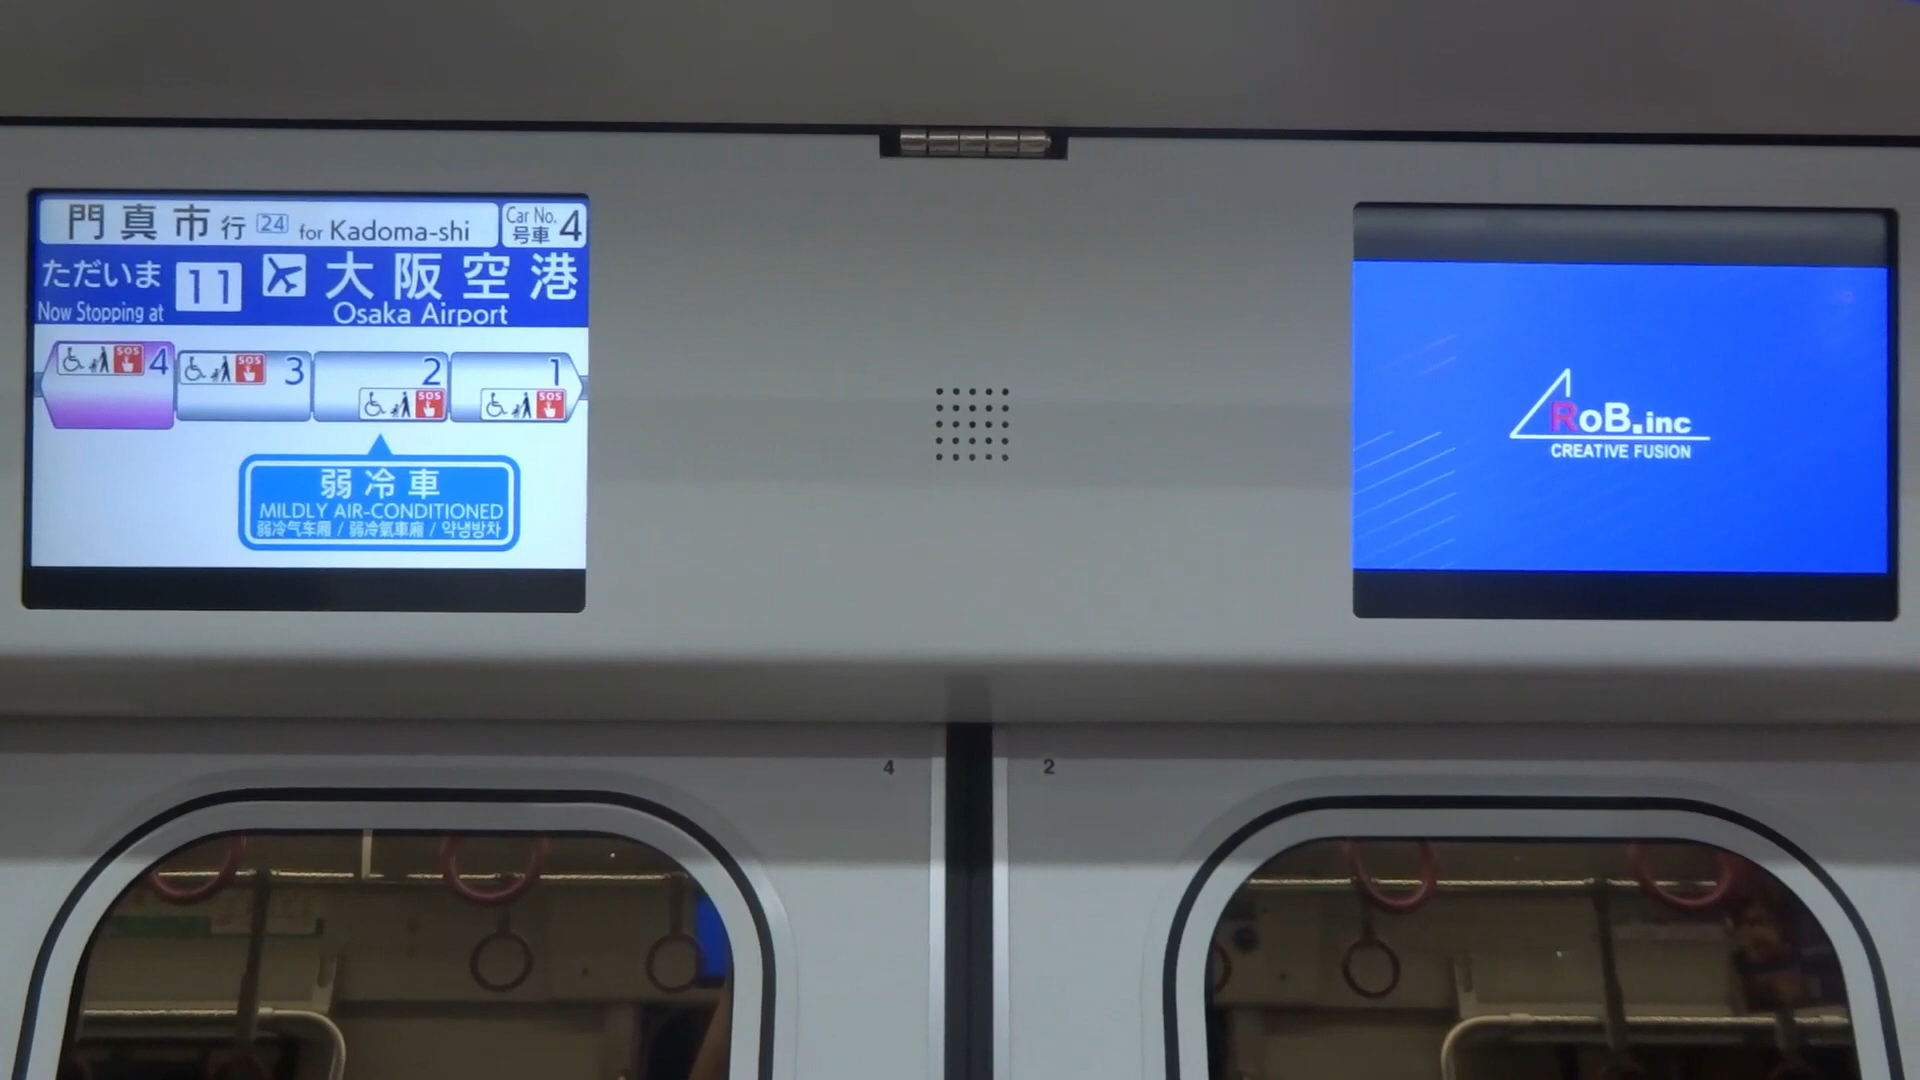 門真市行 24 for Kadoma-shi
Car No. 号車 4
ただいま 11 大阪空港
Now Stopping at Osaka Airport
SOS 4 SOS 3 2 SOS 1 SOS
弱冷車
MILDLY AIR-CONDITIONED
弱冷气车厢 / 弱冷氣車廂 / 약냉방차
RoB.inc
CREATIVE FUSION
4 2